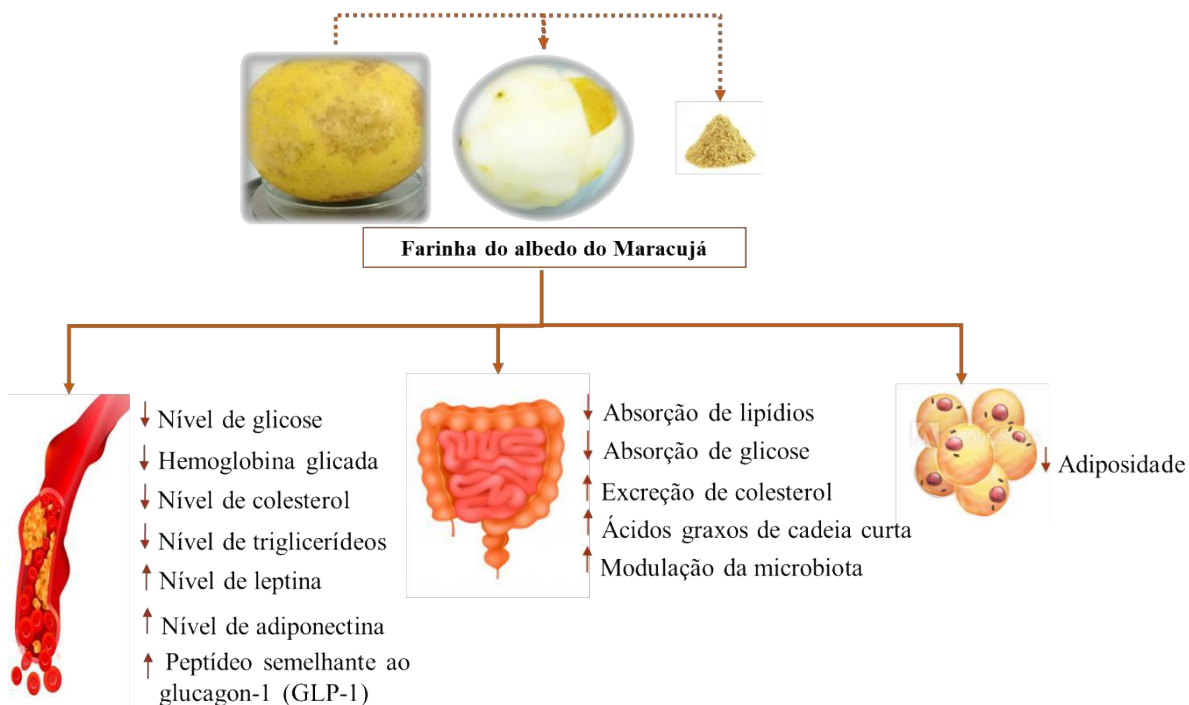 Farinha do albedo do Maracujá
↓ Nível de glicose
↓ Hemoglobina glicada
↓ Nível de colesterol
↓ Nível de triglicerídeos
↑ Nível de leptina
↑ Nível de adiponectina
↑ Peptídeo semelhante ao
glucagon-1 (GLP-1)
↓ Absorção de lipídios
↓ Absorção de glicose
↑ Excreção de colesterol
↑ Ácidos graxos de cadeia curta
↑ Modulação da microbiota
↓ Adiposidade